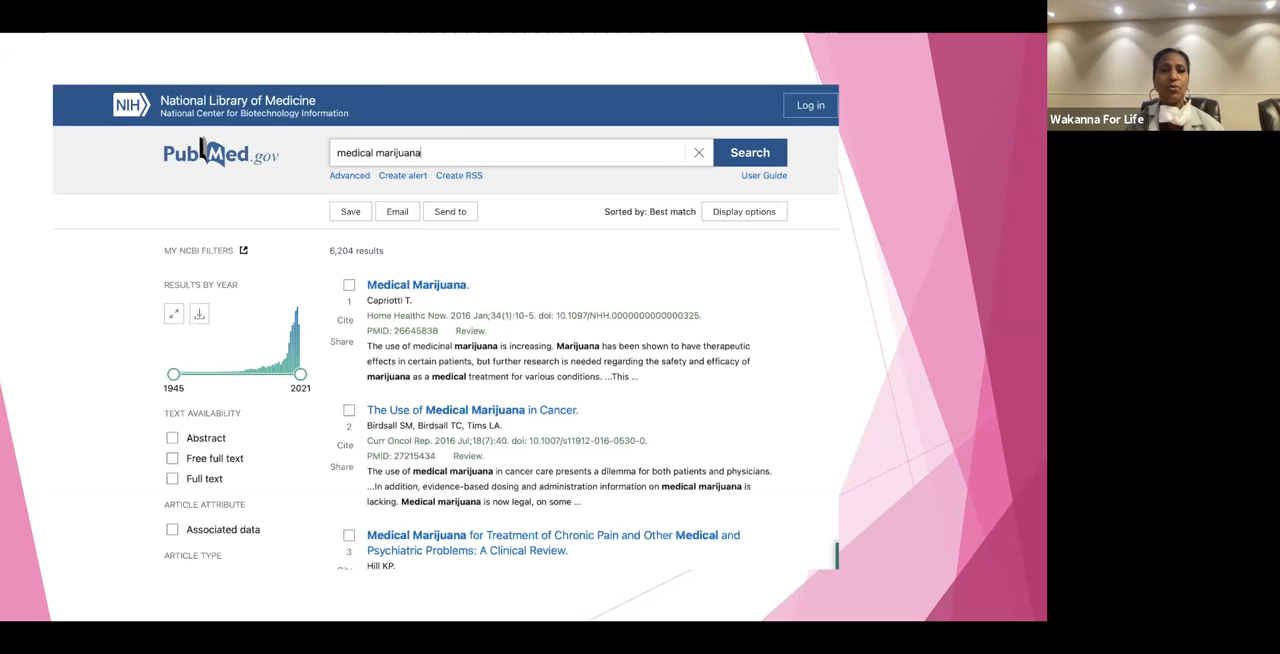 NIH National Library of Medicine
National Center for Biotechnology Information
Log in
PubMed.gov
medical marijuana
Search
Advanced Create alert Create RSS
User Guide
Save Email Send to
Sorted by: Best match Display options
MY NCBI FILTERS
6,204 results
RESULTS BY YEAR
1945 2021
TEXT AVAILABILITY
Abstract
Free full text
Full text
ARTICLE ATTRIBUTE
Associated data
ARTICLE TYPE
Medical Marijuana.
1
Capriotti T.
Cite
Home Healthc Now. 2016 Jan;34(1):10-5. doi: 10.1097/NHH.0000000000000325.
Share
PMID: 26645838 Review.
The use of medicinal marijuana is increasing. Marijuana has been shown to have therapeutic
effects in certain patients, but further research is needed regarding the safety and efficacy of
marijuana as a medical treatment for various conditions. ...This ...
The Use of Medical Marijuana in Cancer.
2
Birdsall SM, Birdsall TC, Tims LA.
Cite
Curr Oncol Rep. 2016 Jul;18(7):40. doi: 10.1007/s11912-016-0530-0.
Share
PMID: 27215434 Review.
The use of medical marijuana in cancer care presents a dilemma for both patients and physicians.
...In addition, evidence-based dosing and administration information on medical marijuana is
lacking. Medical marijuana is now legal, on some ...
Medical Marijuana for Treatment of Chronic Pain and Other Medical and
3
Psychiatric Problems: A Clinical Review.
Hill KP.
Wakanna For Life